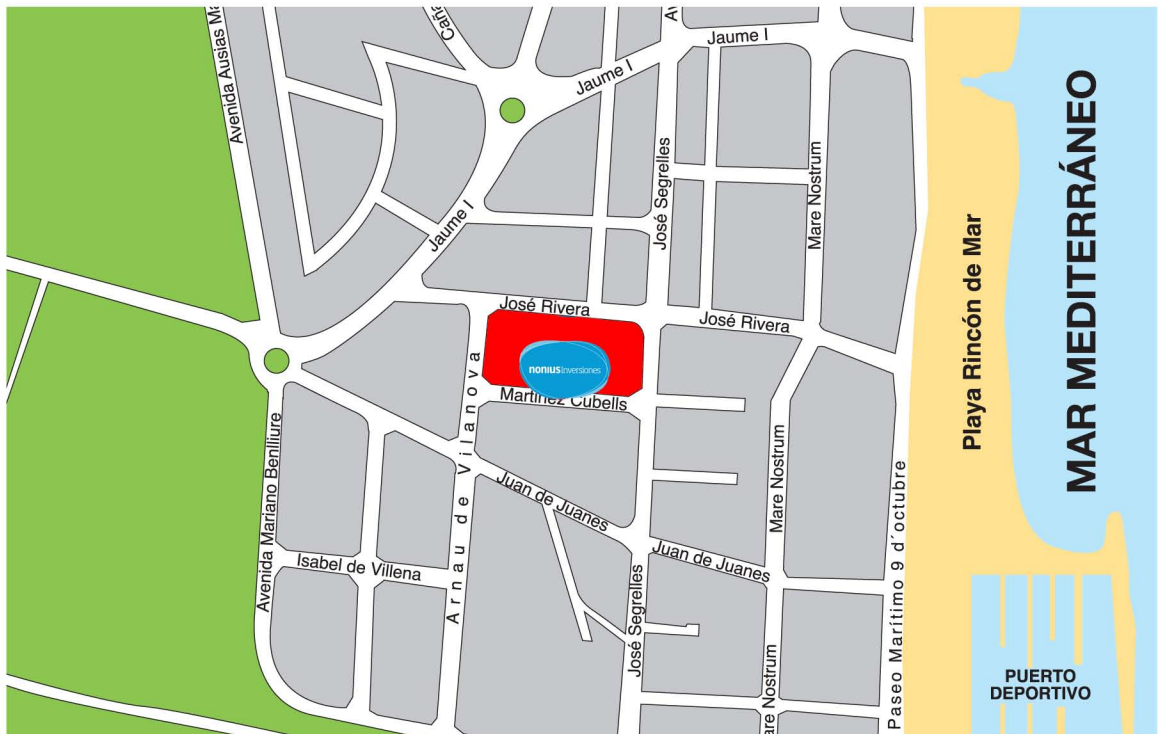 Avenida Ausias Ma
Caña
Av
Jaume I
Jaume I
Jaume I
José Segrelles
Mare Nostrum
Playa Rincón de Mar
MAR MEDITERRÁNEO
José Rivera
José Rivera
nonius inversiones
Martínez Cubells
Arnau de Vilanova
Avenida Mariano Benlliure
Juan de Juanes
Juan de Juanes
Mare Nostrum
Paseo Marítimo 9 d´octubre
Isabel de Villena
José Segrelles
are Nostrum
PUERTO
DEPORTIVO